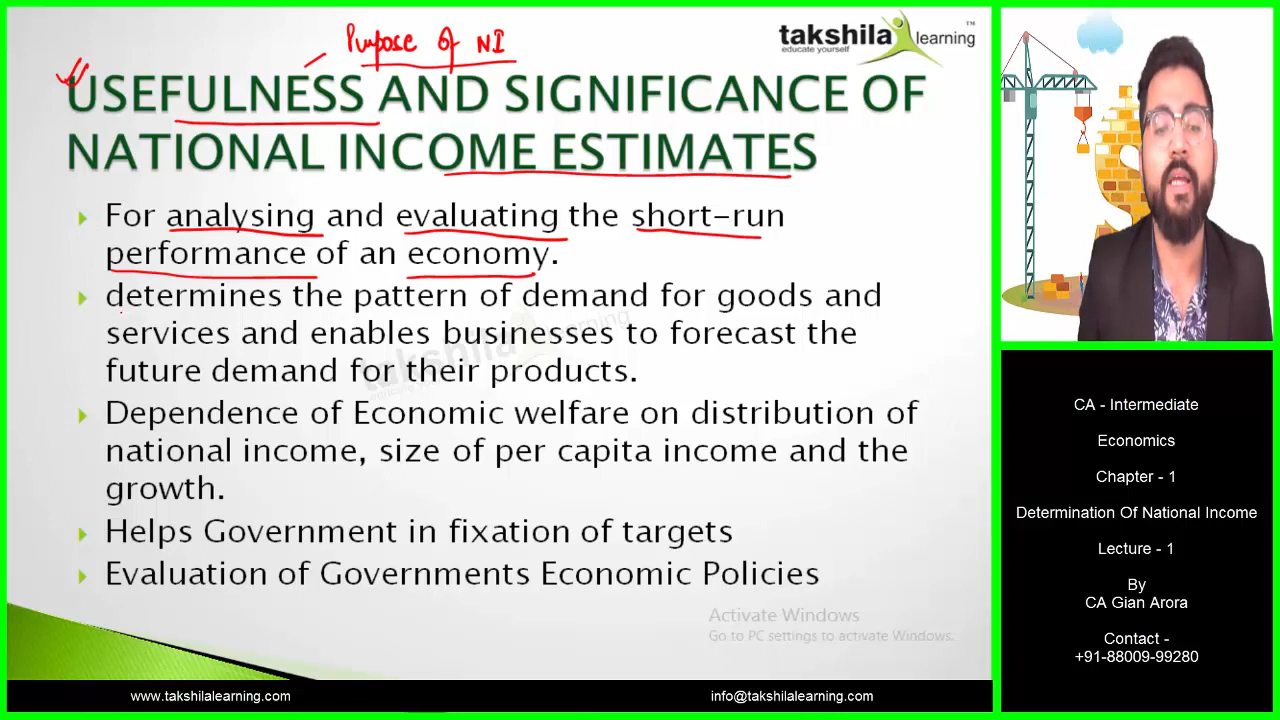 Purpose Of NI
takshila learning ™
educate yourself
USEFULNESS AND SIGNIFICANCE OF
NATIONAL INCOME ESTIMATES
For analysing and evaluating the short-run
performance of an economy.
determines the pattern of demand for goods and
services and enables businesses to forecast the
future demand for their products.
Dependence of Economic welfare on distribution of
national income, size of per capita income and the
growth.
Helps Government in fixation of targets
Evaluation of Governments Economic Policies
takshila learning
Activate Windows
Go to PC settings to activate Windows.
www.takshilalearning.com
info@takshilalearning.com
CA - Intermediate
Economics
Chapter - 1
Determination Of National Income
Lecture - 1
By
CA Gian Arora
Contact -
+91-88009-99280